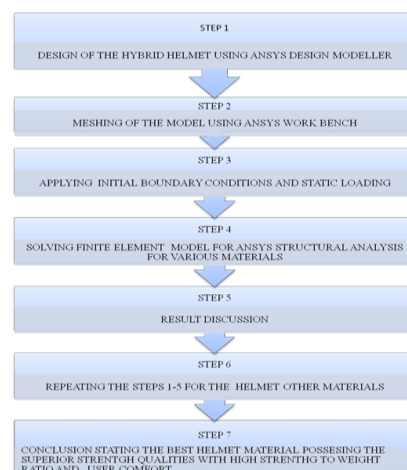 STEP 1
DESIGN OF THE HYBRID HELMET USING ANSYS DESIGN MODELLER
STEP 2
MESHING OF THE MODEL USING ANSYS WORK BENCH
STEP 3
APPLYING INITIAL BOUNDARY CONDITIONS AND STATIC LOADING
STEP 4
SOLVING FINITE ELEMENT MODEL FOR ANSYS STRUCTURAL ANALYSIS
FOR VARIOUS MATERIALS
STEP 5
RESULT DISCUSSION
STEP 6
REPEATING THE STEPS 1-5 FOR THE HELMET OTHER MATERIALS
STEP 7
CONCLUSION STATING THE BEST HELMET MATERIAL POSSESING THE
SUPERIOR STRENTGH QUALITIES WITH HIGH STRENTHG TO WEIGHT
RATIO AND USER COMFORT